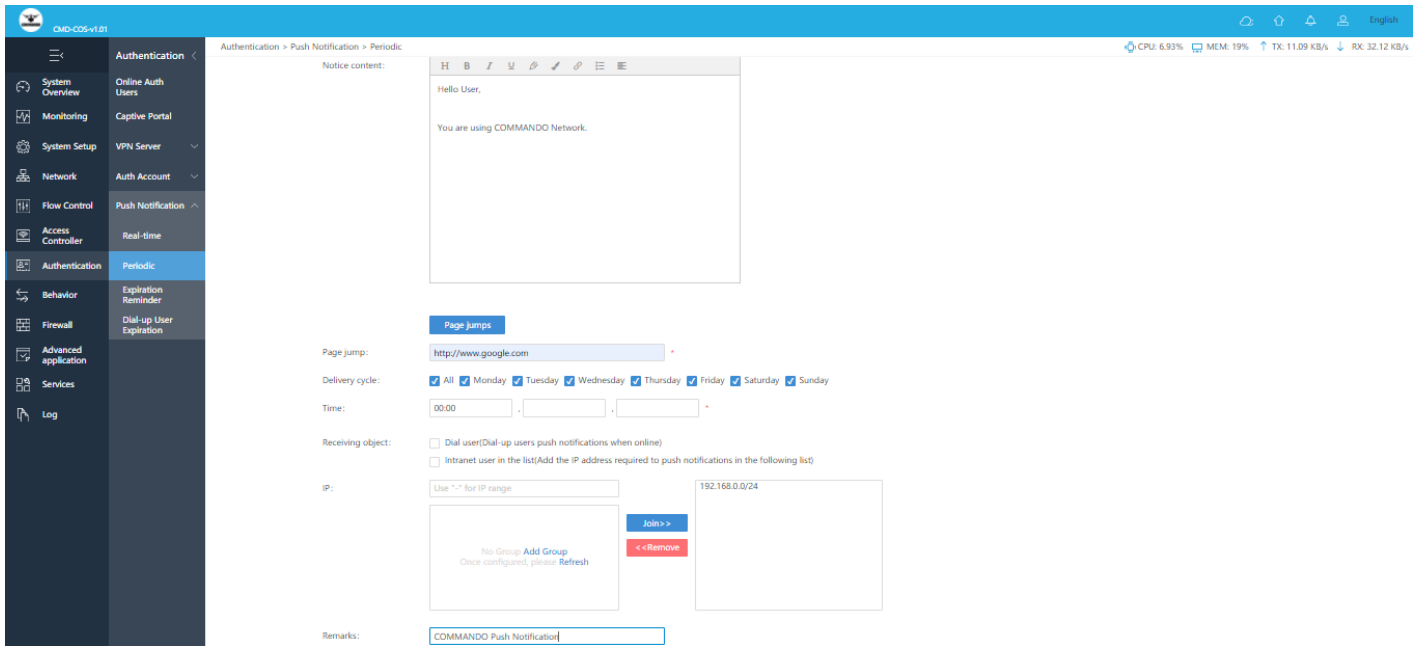 CMD-COS-v1.01
English
Authentication
Authentication > Push Notification > Periodic
CPU: 6.93% MEM: 19% TX: 11.09 KB/s RX: 32.12 KB/s
System Overview
Monitoring
System Setup
Network
Flow Control
Access Controller
Authentication
Behavior
Firewall
Advanced application
Services
Log
Online Auth Users
Captive Portal
VPN Server
Auth Account
Push Notification
Real-time
Periodic
Expiration Reminder
Dial-up User Expiration
Notice content:
H B I U
Hello User,
You are using COMMANDO Network.
Page jumps
Page jump: http://www.google.com *
Delivery cycle: All Monday Tuesday Wednesday Thursday Friday Saturday Sunday
Time: 00:00 , , *
Receiving object: Dial user(Dial-up users push notifications when online)
Intranet user in the list(Add the IP address required to push notifications in the following list)
IP: Use "-" for IP range
192.168.0.0/24
Join>>
<<Remove
No Group Add Group
Once configured, please Refresh
Remarks: COMMANDO Push Notification